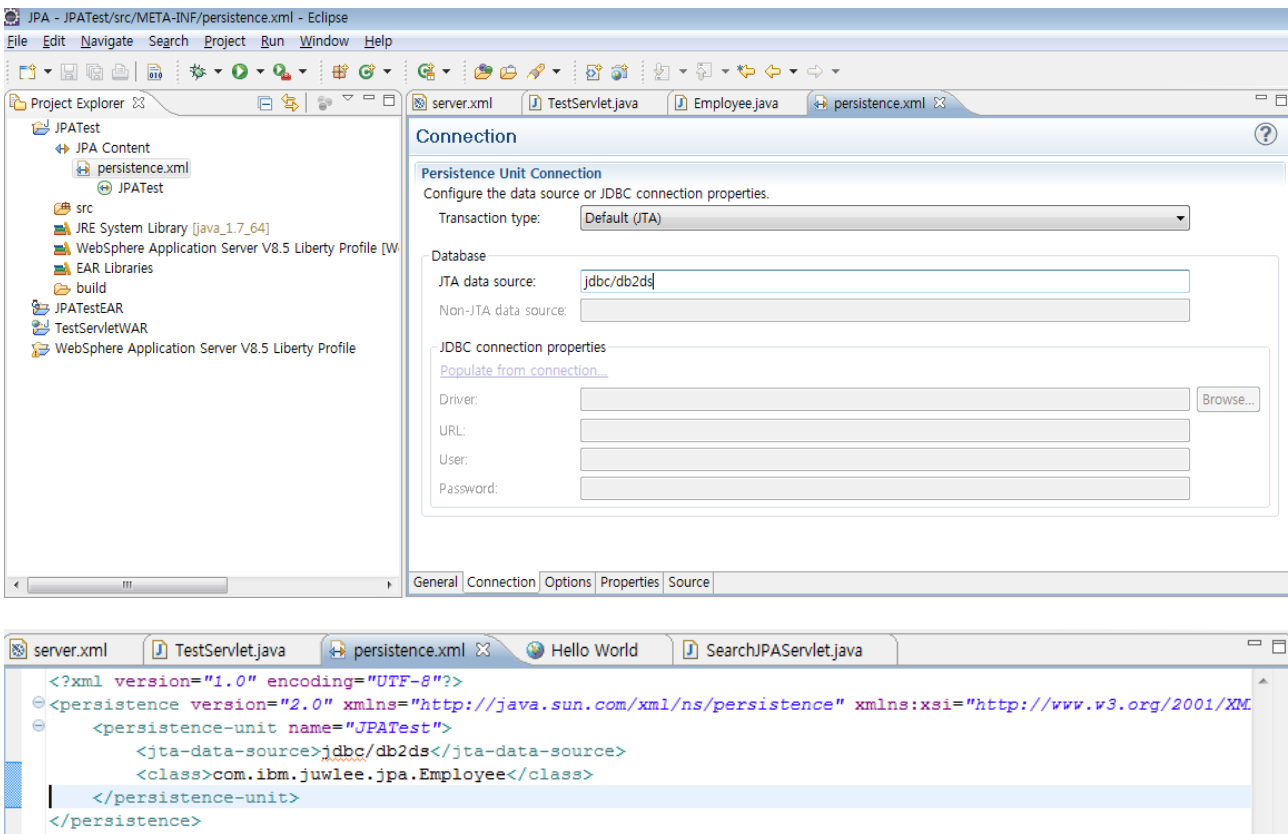 JPA - JPATest/src/META-INF/persistence.xml - Eclipse
File Edit Navigate Search Project Run Window Help
Project Explorer
JPATest
JPA Content
persistence.xml
JPATest
src
JRE System Library [java_1.7_64]
WebSphere Application Server V8.5 Liberty Profile [W
EAR Libraries
build
JPATestEAR
TestServletWAR
WebSphere Application Server V8.5 Liberty Profile
server.xml TestServlet.java Employee.java persistence.xml
Connection
Persistence Unit Connection
Configure the data source or JDBC connection properties.
Transaction type: Default (JTA)
Database
JTA data source: jdbc/db2ds
Non-JTA data source:
JDBC connection properties
Populate from connection...
Driver: Browse...
URL:
User:
Password:
General Connection Options Properties Source
server.xml TestServlet.java persistence.xml Hello World SearchJPAServlet.java
<?xml version="1.0" encoding="UTF-8"?>
<persistence version="2.0" xmlns="http://java.sun.com/xml/ns/persistence" xmlns:xsi="http://www.w3.org/2001/XML
<persistence-unit name="JPATest">
<jta-data-source>jdbc/db2ds</jta-data-source>
<class>com.ibm.juwlee.jpa.Employee</class>
</persistence-unit>
</persistence>